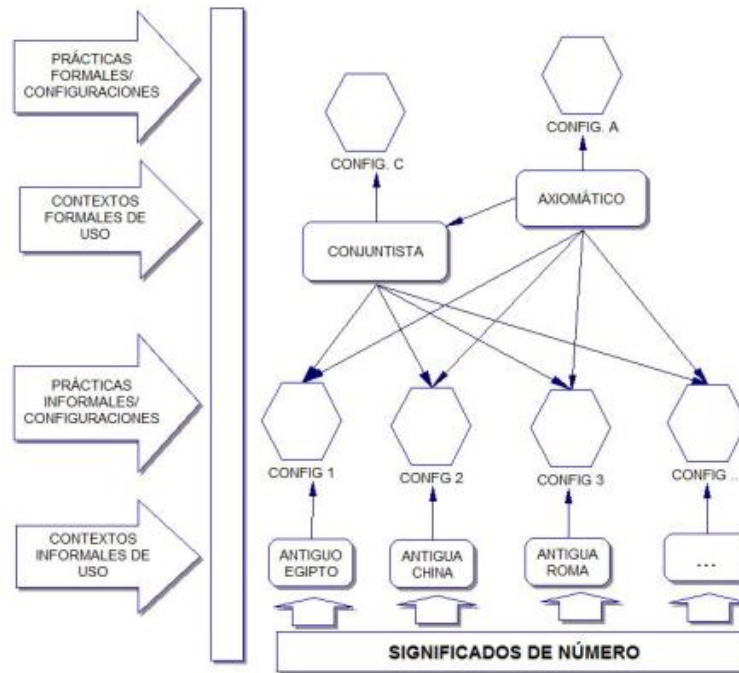 PRÁCTICAS
FORMALES/
CONFIGURACIONES
CONTEXTOS
FORMALES DE
USO
PRÁCTICAS
INFORMALES/
CONFIGURACIONES
CONTEXTOS
INFORMALES DE
USO
CONFIG. A
CONFIG. C
AXIOMÁTICO
CONJUNTISTA
CONFIG 1
CONFG 2
CONFIG 3
CONFIG ...
ANTIGUO
EGIPTO
ANTIGUA
CHINA
ANTIGUA
ROMA
...
SIGNIFICADOS DE NÚMERO